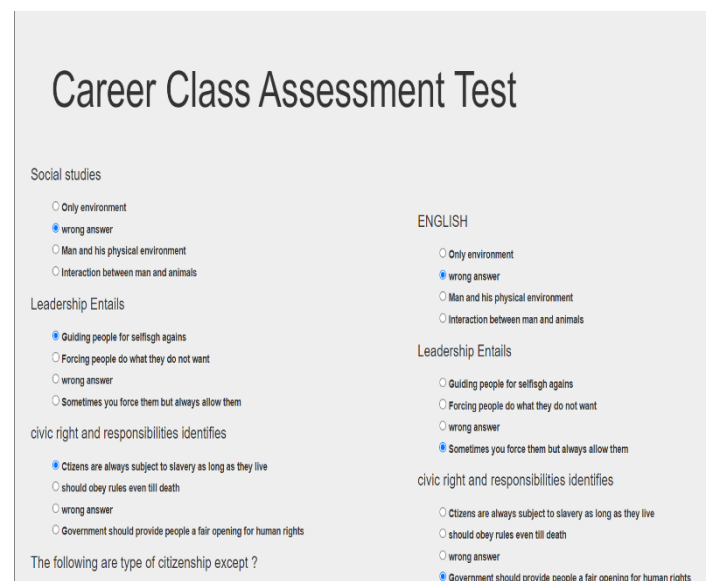 Career Class Assessment Test
Social studies
Only environment
wrong answer
Man and his physical environment
Interaction between man and animals
Leadership Entails
Guiding people for selfisgh agains
Forcing people do what they do not want
wrong answer
Sometimes you force them but always allow them
civic right and responsibilities identifies
Ctizens are always subject to slavery as long as they live
should obey rules even till death
wrong answer
Government should provide people a fair opening for human rights
The following are type of citizenship except ?
ENGLISH
Only environment
wrong answer
Man and his physical environment
Interaction between man and animals
Leadership Entails
Guiding people for selfisgh agains
Forcing people do what they do not want
wrong answer
Sometimes you force them but always allow them
civic right and responsibilities identifies
Ctizens are always subject to slavery as long as they live
should obey rules even till death
wrong answer
Government should provide people a fair opening for human rights